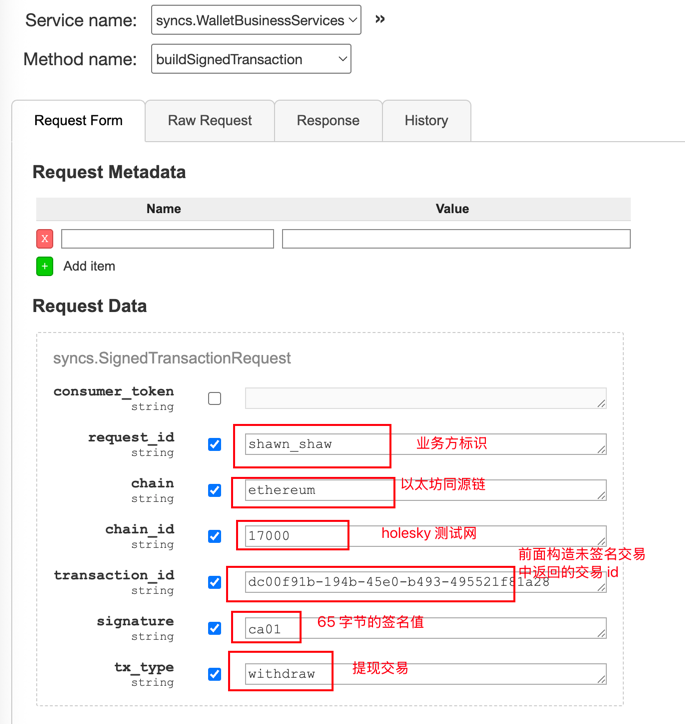 Service name: syncs.WalletBusinessServices »
Method name: buildSignedTransaction
Request Form Raw Request Response History
Request Metadata
Name Value
X
+ Add item
Request Data
syncs.SignedTransactionRequest
consumer_token
string
request_id shawn_shaw 业务方标识
string
chain ethereum 以太坊同源链
string
chain_id 17000 holesky 测试网
string
前面构造未签名交易
中返回的交易 id
transaction_id dc00f91b-194b-45e0-b493-495521f81a28
string
signature ca01 65 字节的签名值
string
tx_type withdraw 提现交易
string